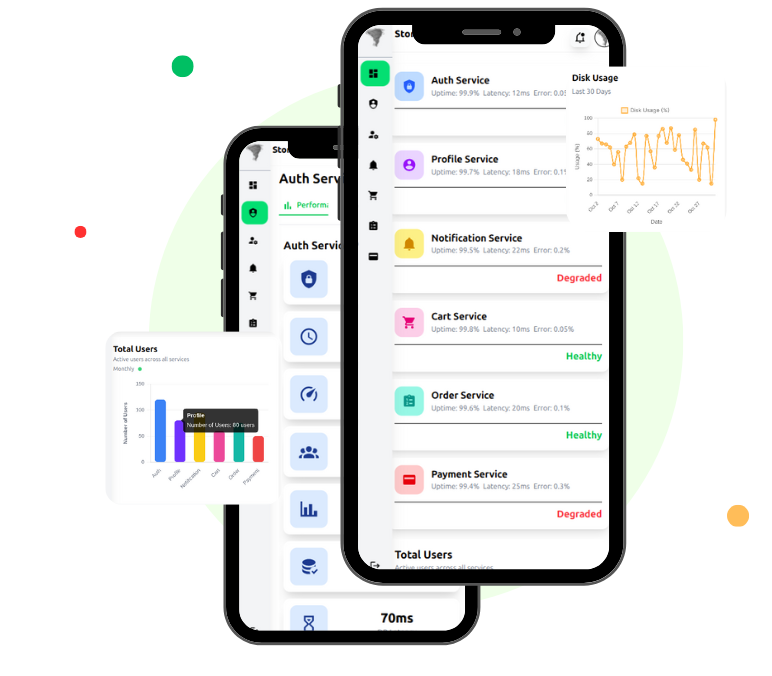 Auth Service
Uptime: 99.9% Latency: 12ms Error: 0.05
Profile Service
Uptime: 99.7% Latency: 18ms Error: 0.1
Notification Service
Uptime: 99.5% Latency: 22ms Error: 0.2%
Degraded
Cart Service
Uptime: 99.8% Latency: 10ms Error: 0.05%
Healthy
Order Service
Uptime: 99.6% Latency: 20ms Error: 0.1%
Healthy
Payment Service
Uptime: 99.4% Latency: 25ms Error: 0.3%
Degraded
Total Users
Active users across all services
Disk Usage
Last 30 Days
Disk Usage (%)
Usage (%)
100
80
60
40
20
0
Oct 2
Oct 7
Oct 12
Oct 17
Oct 22
Oct 27
Date
Auth Serv
Performa
Auth Servic
70ms
Total Users
Active users across all services
Monthly
Number of Users
150
100
50
0
Profile
Number of Users: 80 users
Auth
Profile
Notification
Cart
Order
Payment